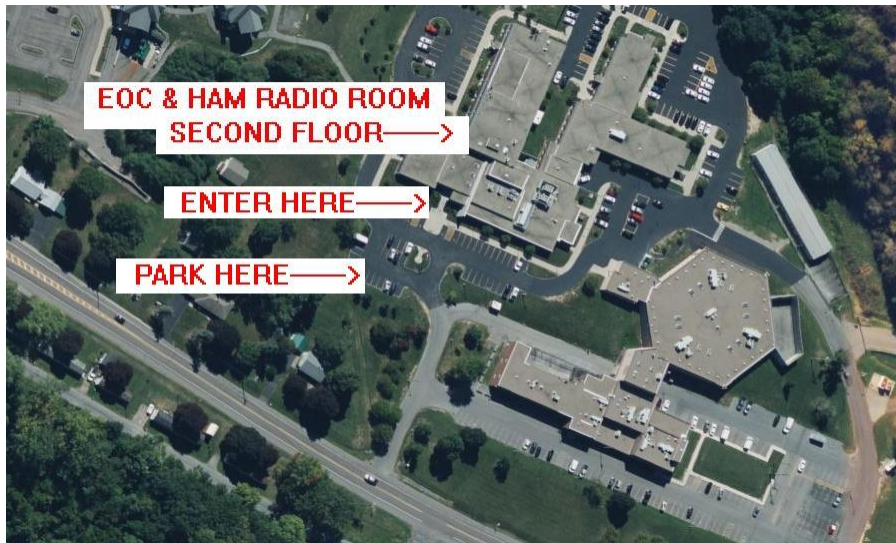 EOC & HAM RADIO ROOM
SECOND FLOOR
ENTER HERE
PARK HERE